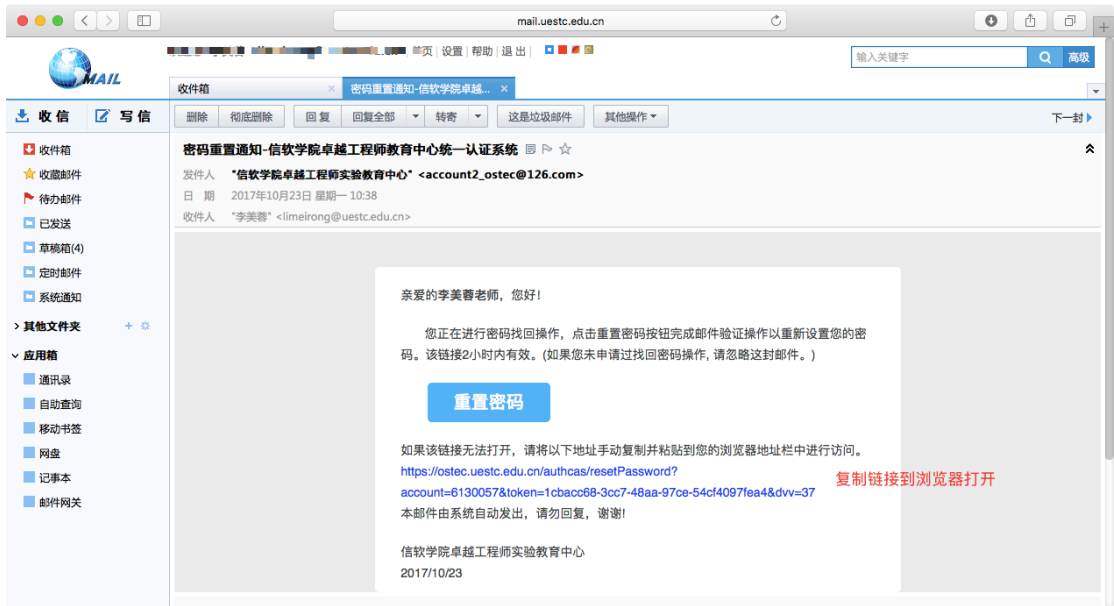 mail.uestc.edu.cn
MAIL
首页 | 设置 | 帮助 | 退出 |
输入关键字
高级
收件箱 ×
密码重置通知-信软学院卓越... ×
收信 写信
删除 彻底删除 回复 回复全部 转寄 这是垃圾邮件 其他操作
下一封
收件箱
收藏邮件
待办邮件
已发送
草稿箱(4)
定时邮件
系统通知
其他文件夹
应用箱
通讯录
自动查询
移动书签
网盘
记事本
邮件网关
密码重置通知-信软学院卓越工程师教育中心统一认证系统
发件人 "信软学院卓越工程师实验教育中心" <account2_ostec@126.com>
日 期 2017年10月23日 星期一 10:38
收件人 "李美蓉" <limeirong@uestc.edu.cn>
亲爱的李美蓉老师，您好！
您正在进行密码找回操作，点击重置密码按钮完成邮件验证操作以重新设置您的密
码。该链接2小时内有效。(如果您未申请过找回密码操作, 请忽略这封邮件。)
重置密码
如果该链接无法打开，请将以下地址手动复制并粘贴到您的浏览器地址栏中进行访问。
https://ostec.uestc.edu.cn/authcas/resetPassword?
account=6130057&token=1cbacc68-3cc7-48aa-97ce-54cf4097fea4&dvv=37
复制链接到浏览器打开
本邮件由系统自动发出，请勿回复，谢谢!
信软学院卓越工程师实验教育中心
2017/10/23